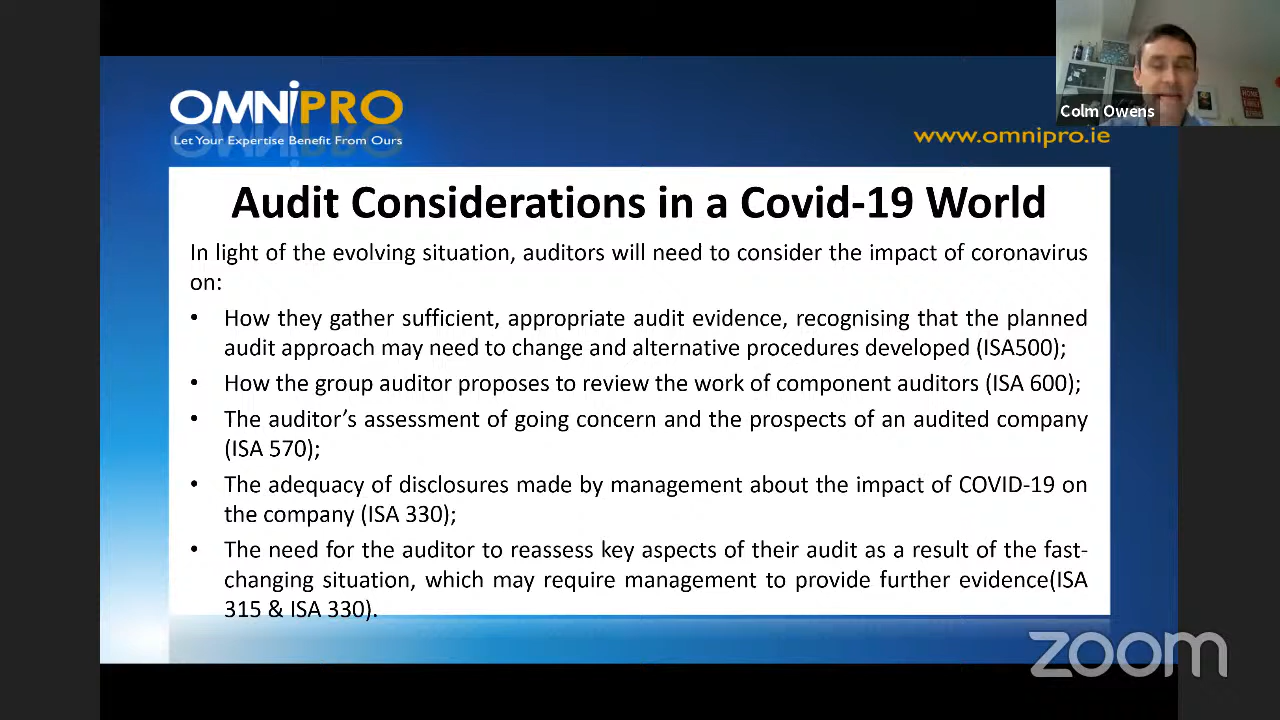 OMNiPRO
Let Your Expertise Benefit From Ours
Colm Owens
www.omnipro.ie
Audit Considerations in a Covid-19 World
In light of the evolving situation, auditors will need to consider the impact of coronavirus
on:
• How they gather sufficient, appropriate audit evidence, recognising that the planned
audit approach may need to change and alternative procedures developed (ISA500);
• How the group auditor proposes to review the work of component auditors (ISA 600);
• The auditor’s assessment of going concern and the prospects of an audited company
(ISA 570);
• The adequacy of disclosures made by management about the impact of COVID-19 on
the company (ISA 330);
• The need for the auditor to reassess key aspects of their audit as a result of the fast-
changing situation, which may require management to provide further evidence(ISA
315 & ISA 330).
zoom